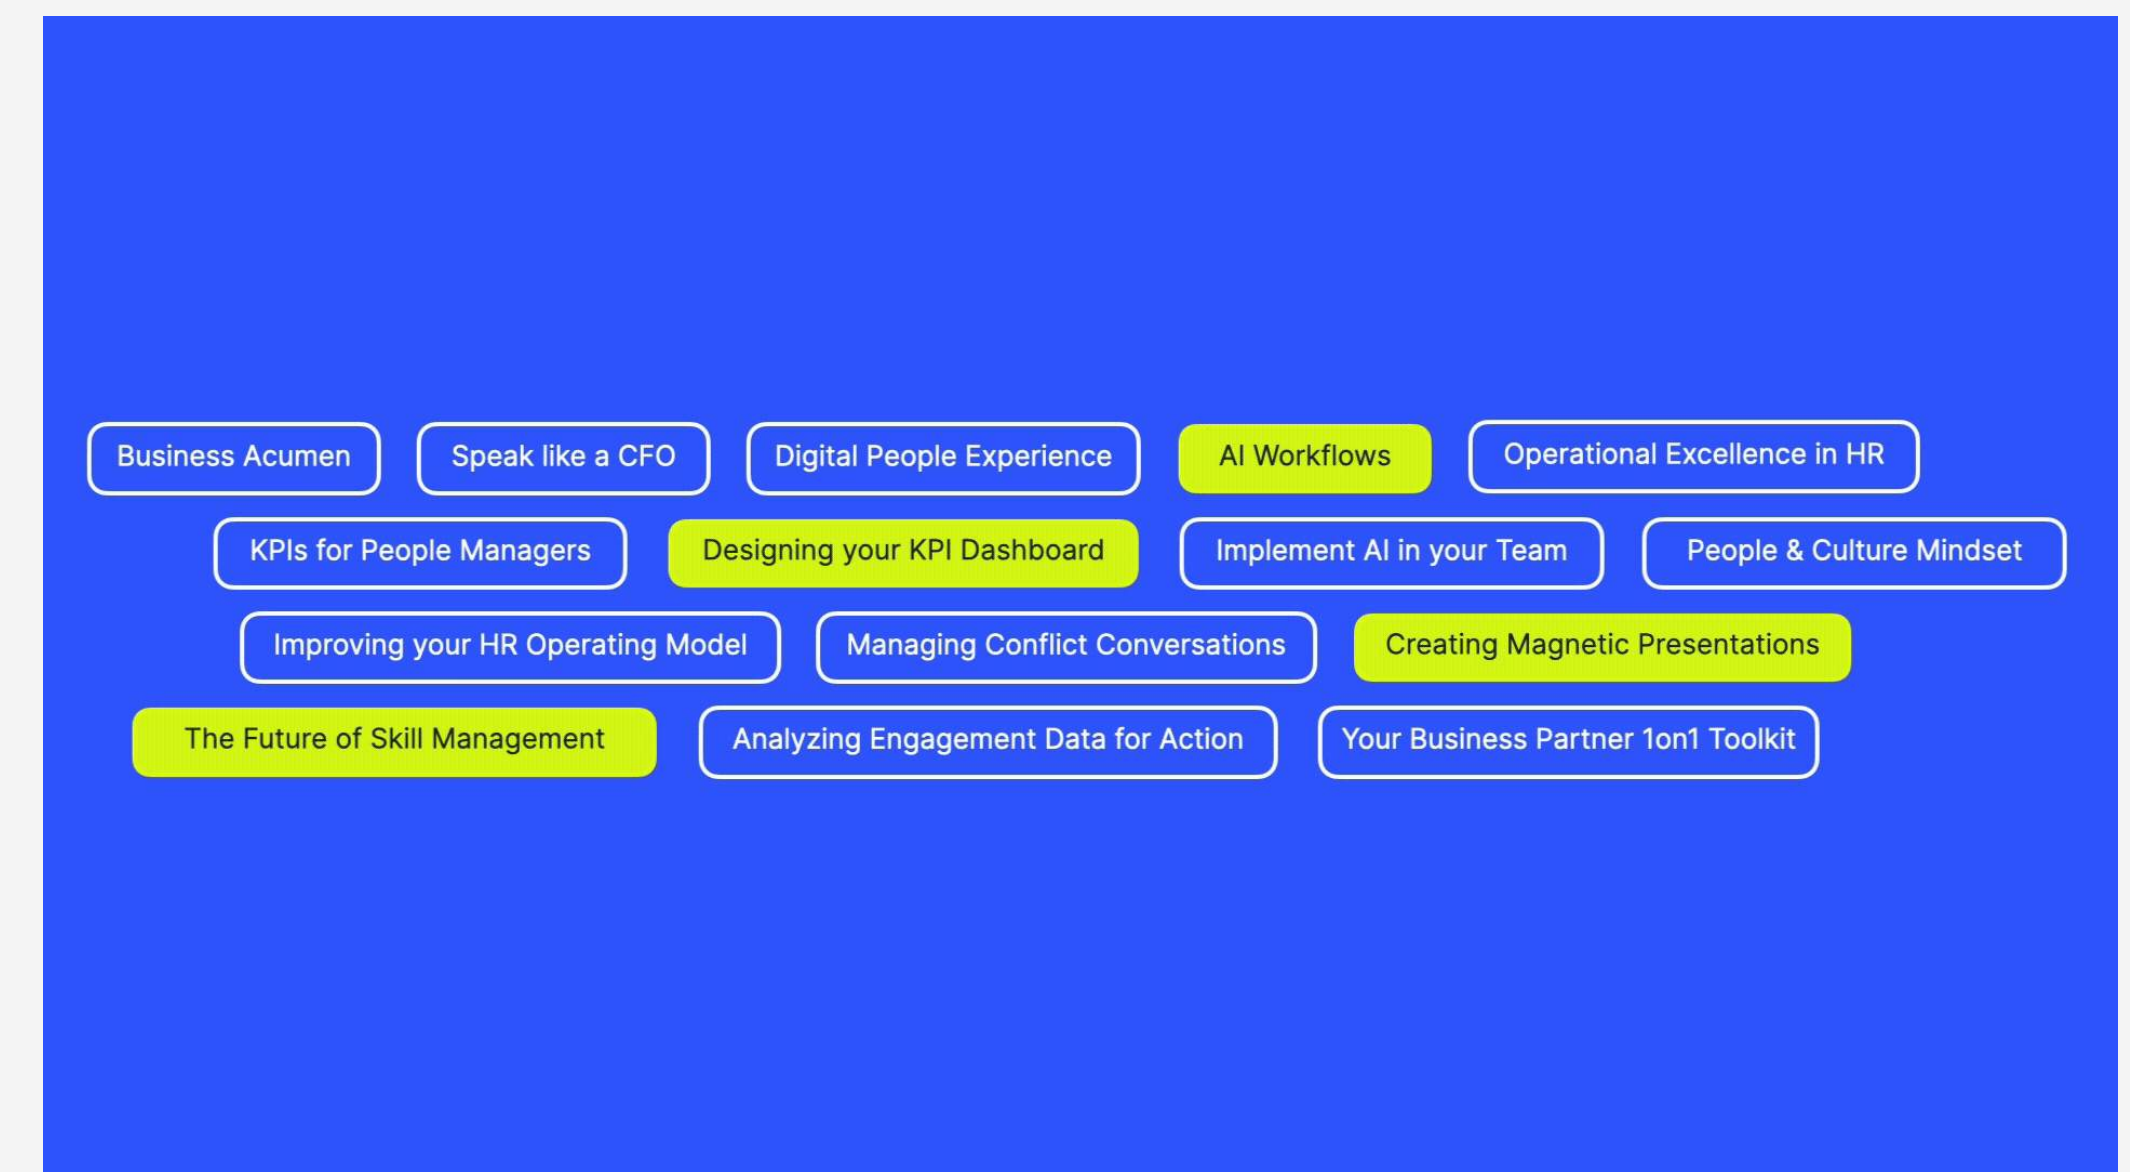 Business Acumen
Speak like a CFO
Digital People Experience
AI Workflows
Operational Excellence in HR
KPIs for People Managers
Designing your KPI Dashboard
Implement AI in your Team
People & Culture Mindset
Improving your HR Operating Model
Managing Conflict Conversations
Creating Magnetic Presentations
The Future of Skill Management
Analyzing Engagement Data for Action
Your Business Partner 1on1 Toolkit